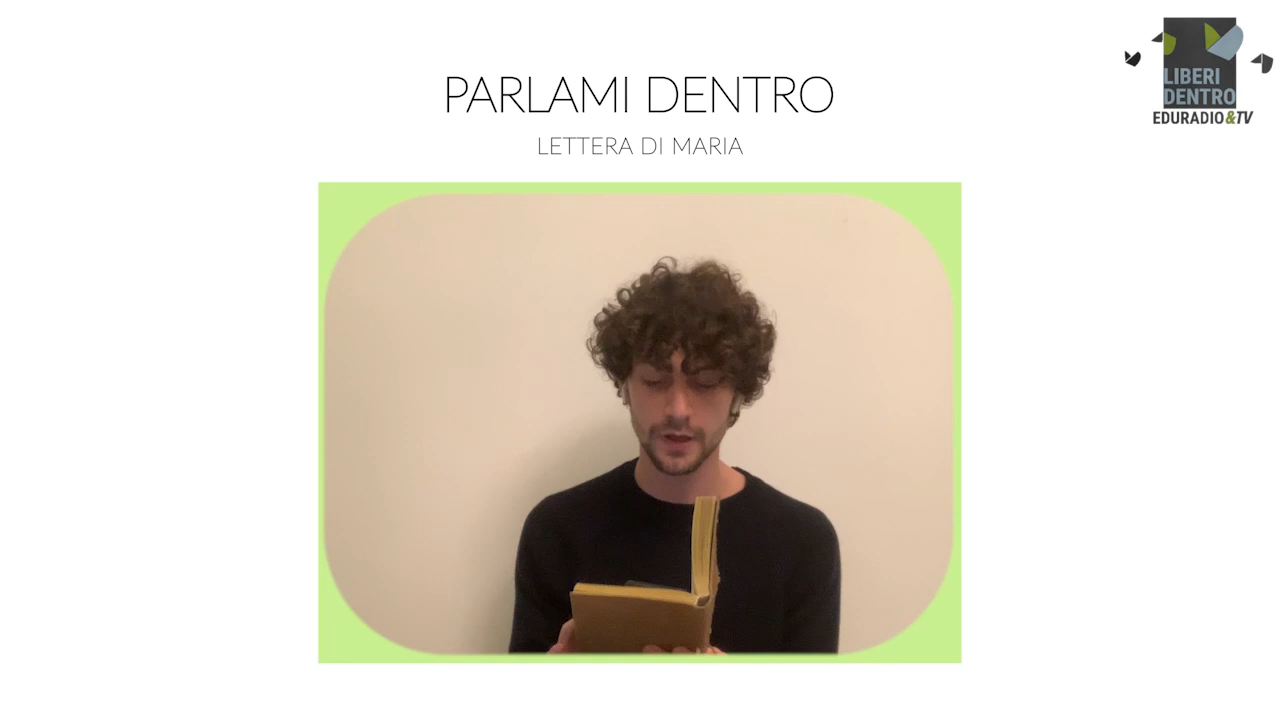 PARLAMI DENTRO
LETTERA DI MARIA
LIBERI
DENTRO
EDURADIO&TV